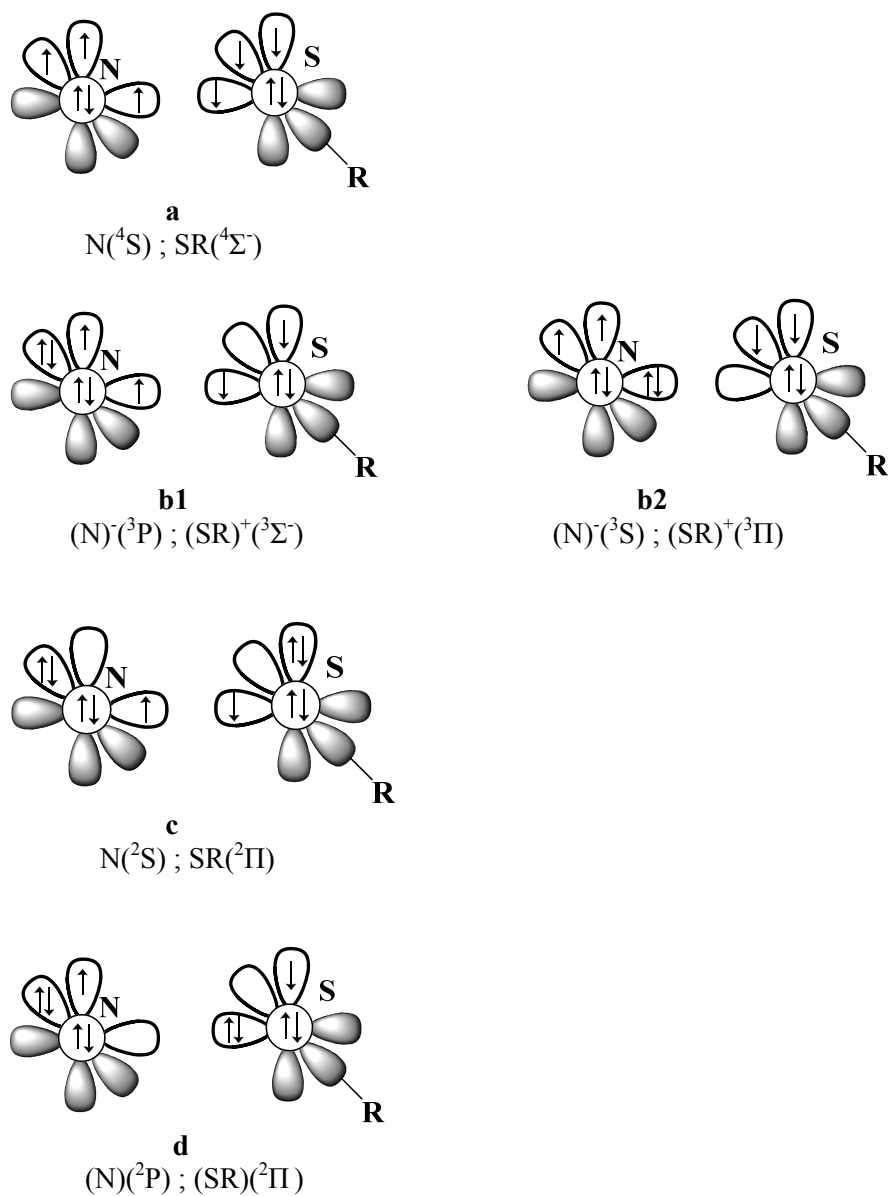 N S
R
a
N(⁴S) ; SR(⁴Σ⁻)
N S
R
b1
(N)⁻(³P) ; (SR)⁺(³Σ⁻)
N S
R
b2
(N)⁻(³S) ; (SR)⁺(³Π)
N S
R
c
N(²S) ; SR(²Π)
N S
R
d
(N)(²P) ; (SR)(²Π )